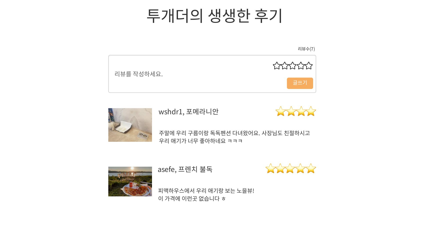 투개더의 생생한 후기
리뷰수(7)
리뷰를 작성하세요.
글쓰기
wshdr1, 포메라니안
주말에 우리 구름이랑 독독펜션 다녀왔어요. 사장님도 친절하시고
우리 애기가 너무 좋아하네요 ㅋㅋㅋ
asefe, 프렌치 불독
피맥하우스에서 우리 애기랑 보는 노을뷰!
이 가격에 이런곳 없습니다 ㅎ